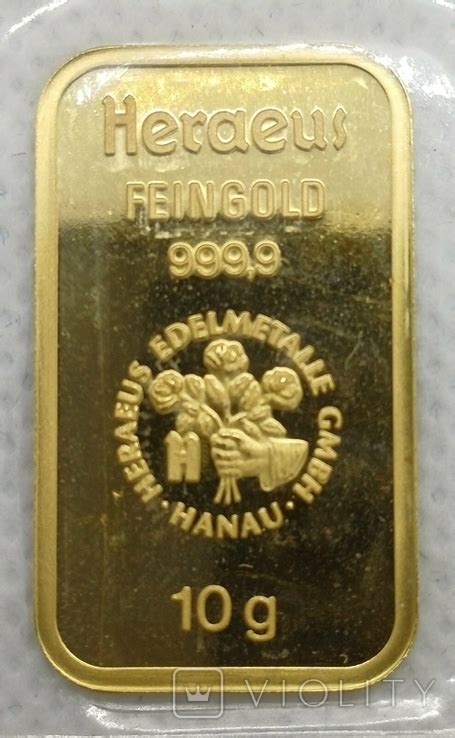 Heraeus
FEINGOLD
999,9
HERAEUS EDELMETALLE GMBH · HANAU ·
H
10 g
VIOLITY